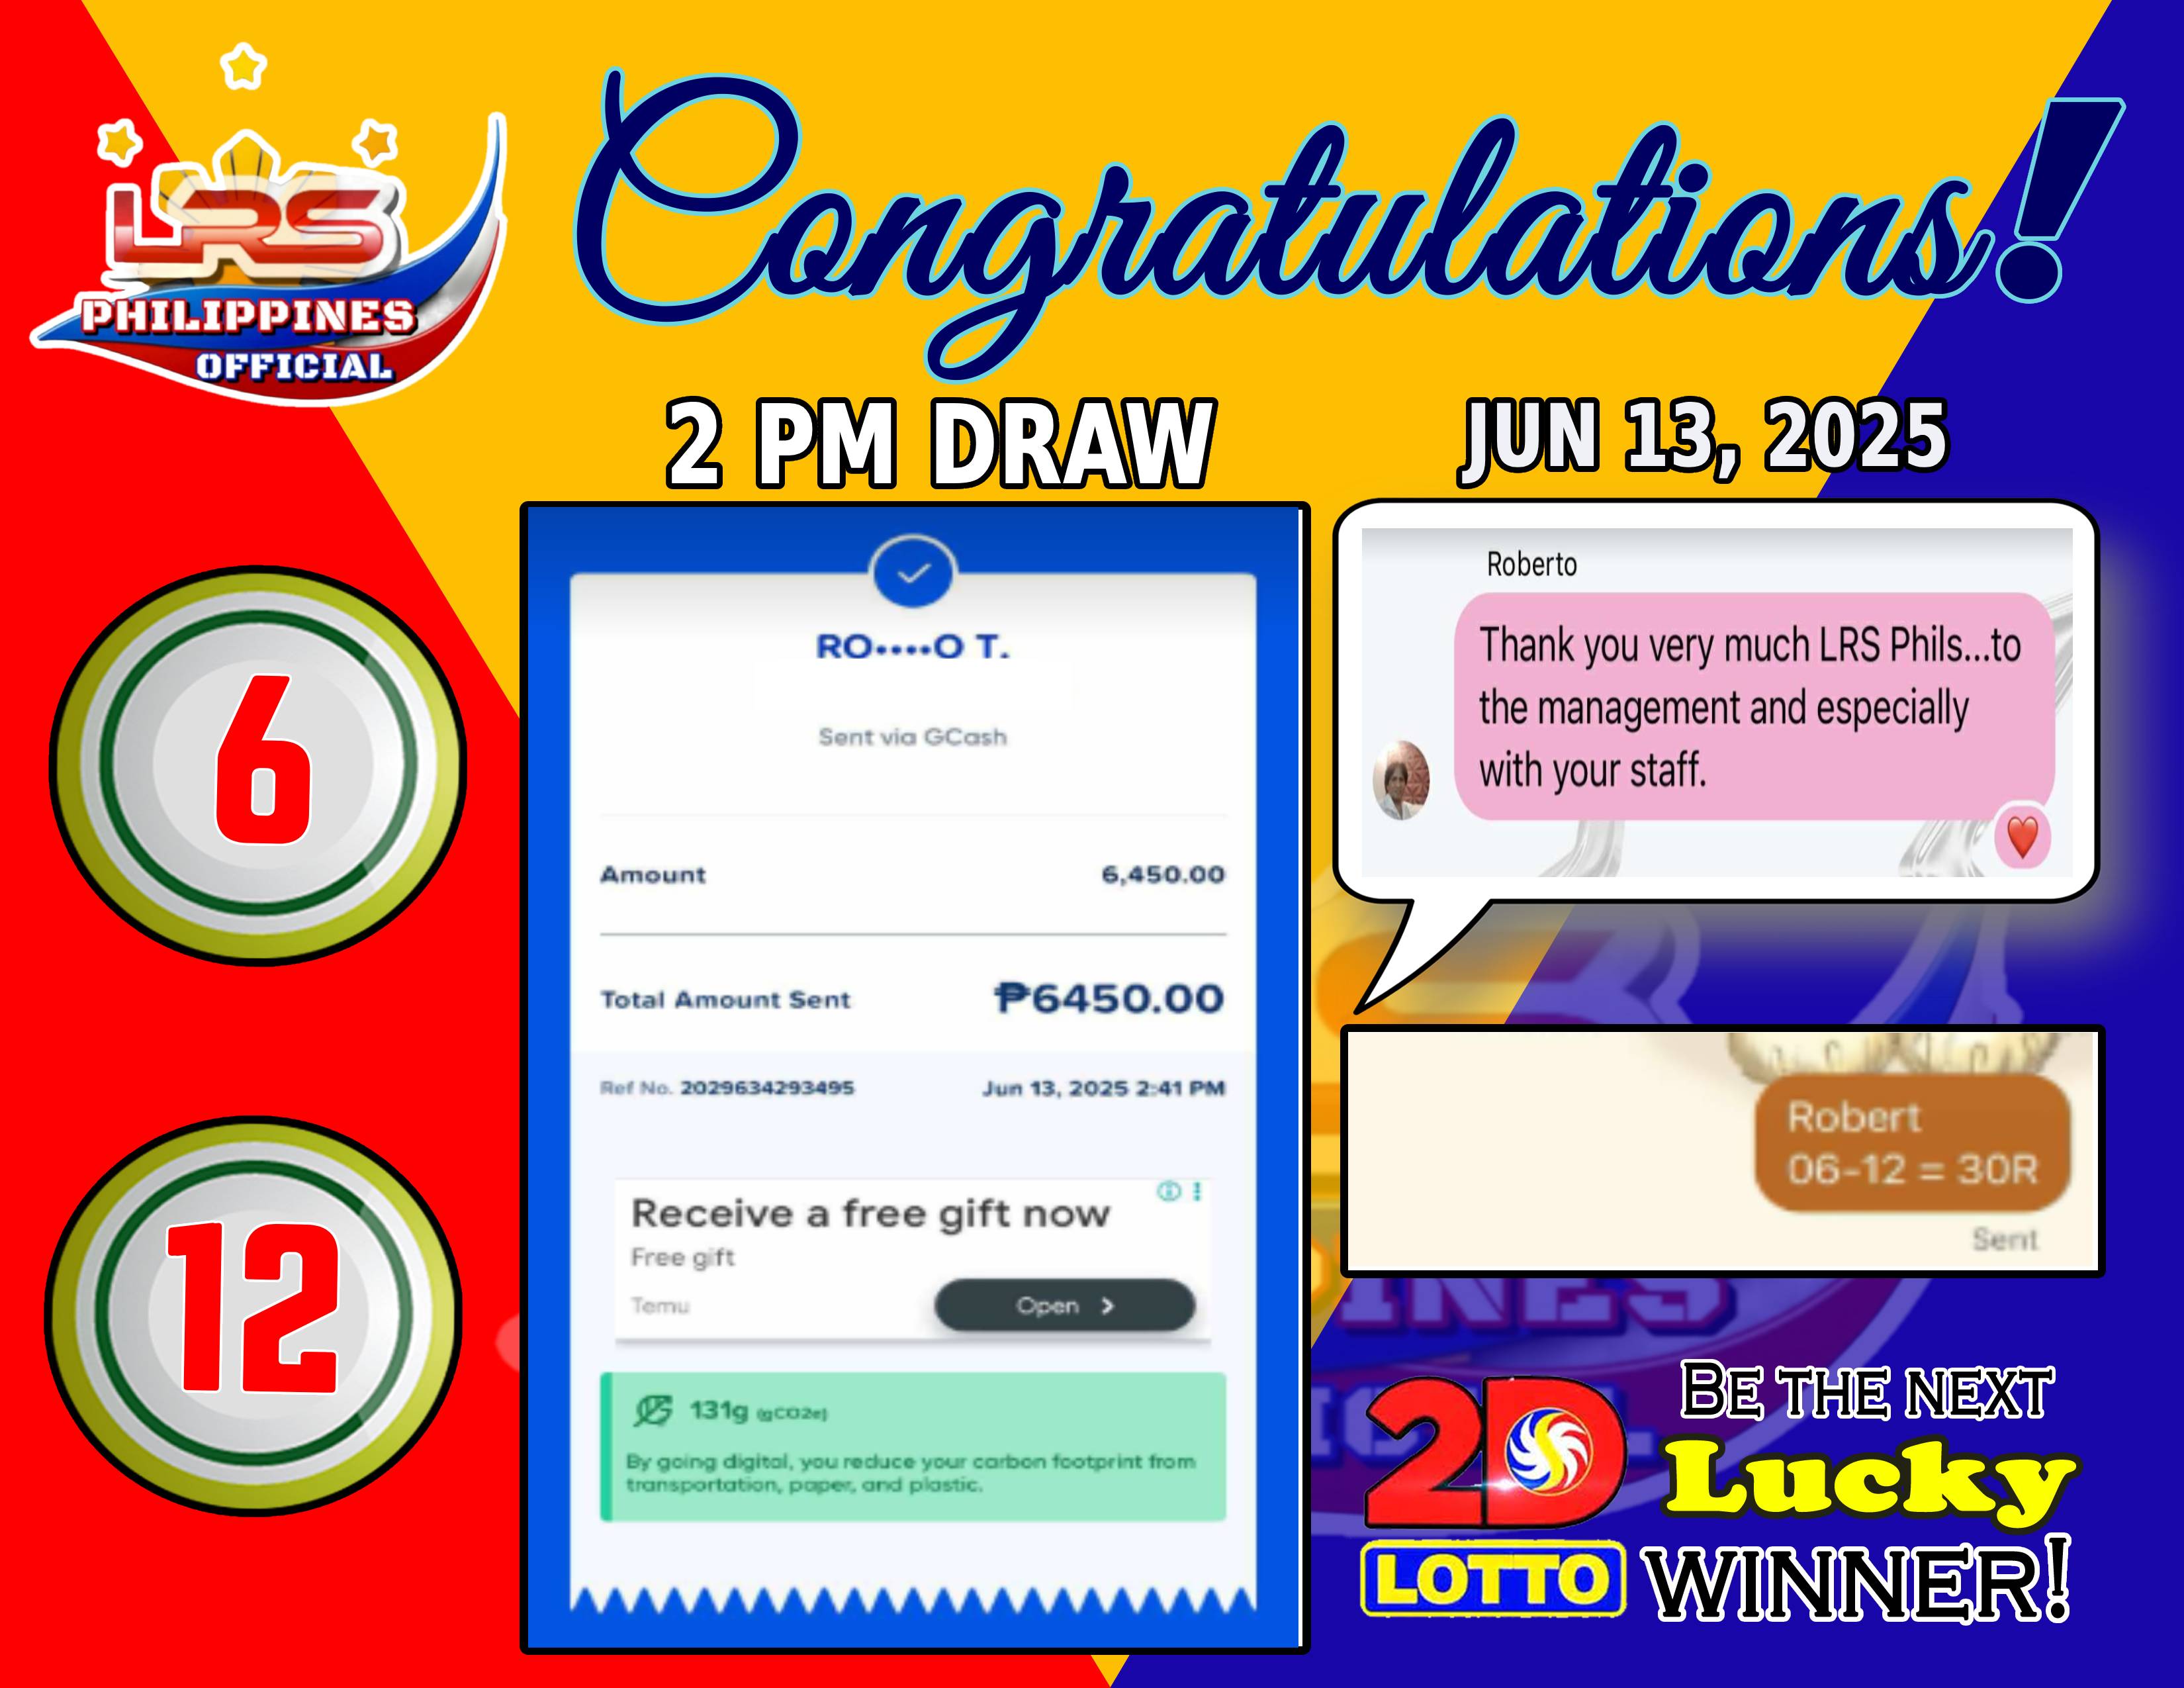 LRS
PHILIPPINES
OFFICIAL
Congratulations!
2 PM DRAW
JUN 13, 2025
6
12
RO••••O T.
Sent via GCash
Amount 6,450.00
Total Amount Sent ₱6450.00
Ref No. 2029634293495 Jun 13, 2025 2:41 PM
Receive a free gift now
Free gift
Temu
Open >
131g (gCO2e)
By going digital, you reduce your carbon footprint from
transportation, paper, and plastic.
Roberto
Thank you very much LRS Phils...to
the management and especially
with your staff.
Robert
06-12 = 30R
Sent
INES
2D
LOTTO
BE THE NEXT
Lucky
WINNER!